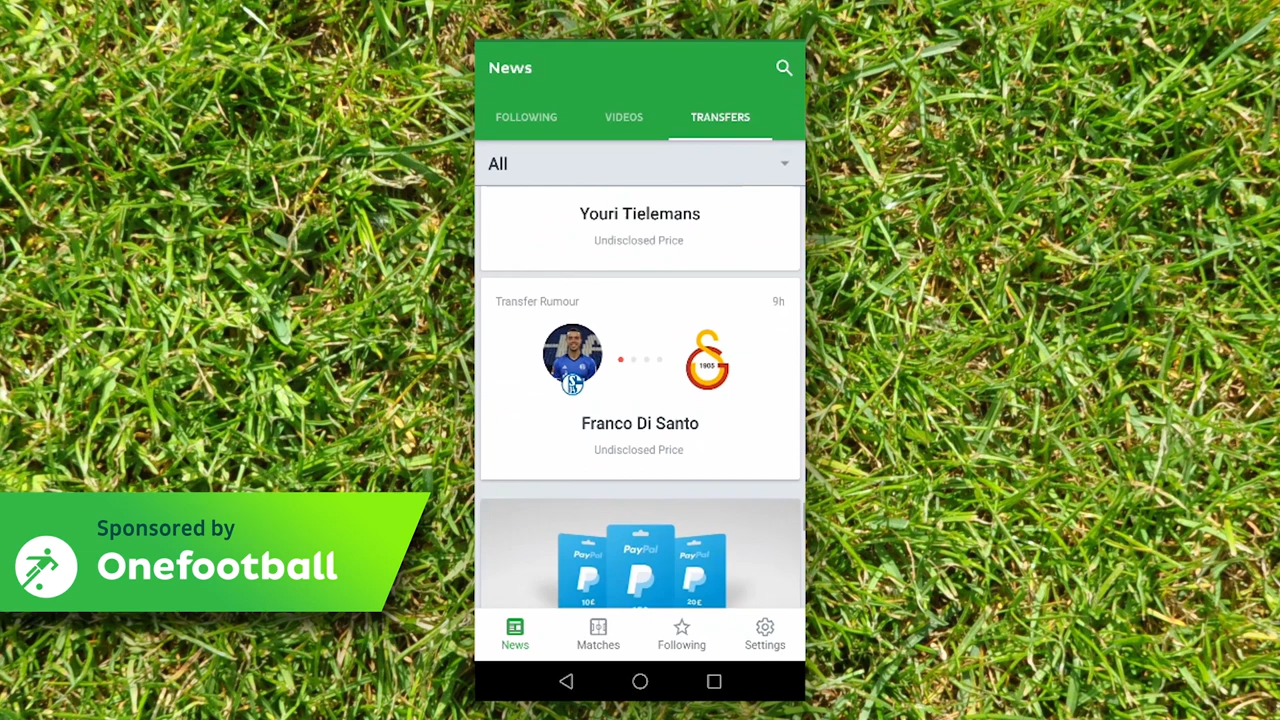 News
FOLLOWING
VIDEOS
TRANSFERS
All
Youri Tielemans
Undisclosed Price
Transfer Rumour
9h
1905
Franco Di Santo
Undisclosed Price
PayPal
PayPal
PayPal
10€
20€
News
Matches
Following
Settings
Sponsored by
Onefootball